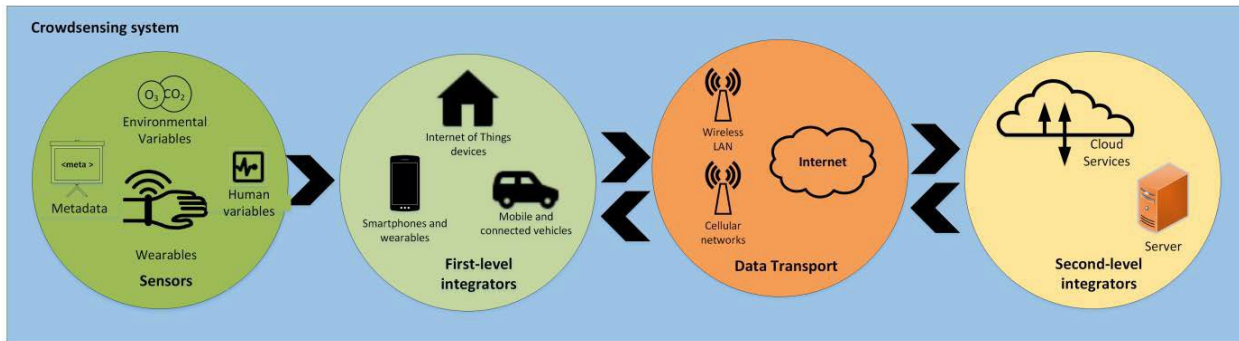 Crowdsensing system
O3 CO2
Environmental
Variables
<meta >
Metadata
Human
variables
Wearables
Sensors
Internet of Things
devices
Smartphones and
wearables
Mobile and
connected vehicles
First-level
integrators
Wireless
LAN
Internet
Cellular
networks
Data Transport
Cloud
Services
Server
Second-level
integrators